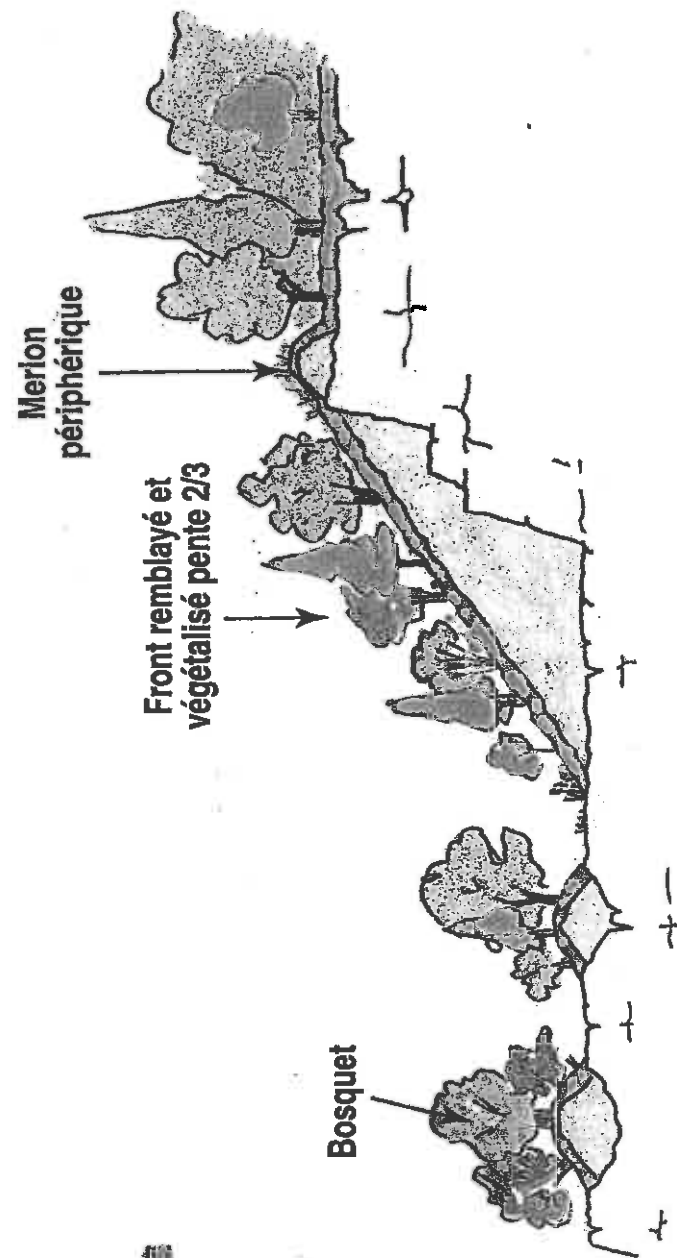 Merlon
périphérique
Front remblayé et
végétalisé pente 2/3
Bosquet